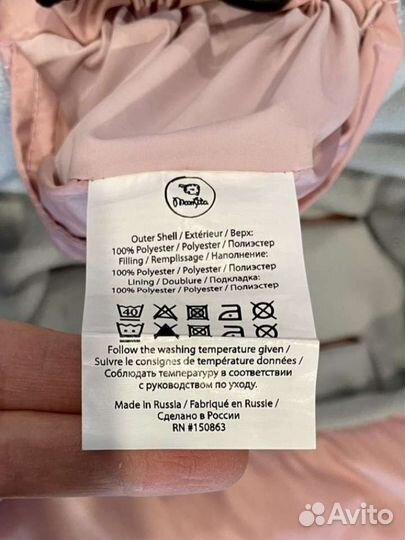 Outer Shell / Extérieur / Верх:
100% Polyester / Polyester / Полиэстер
Filling / Remplissage / Наполнение:
100% Polyester / Polyester / Полиэстер
Lining / Doublure / Подкладка:
100% Polyester / Polyester / Полиэстер
40
Follow the washing temperature given /
Suivre le consignes de température données /
Соблюдать температуру в соответствии
с руководством по уходу.
Made in Russia / Fabriqué en Russie /
Сделано в России
RN #150863
Avito